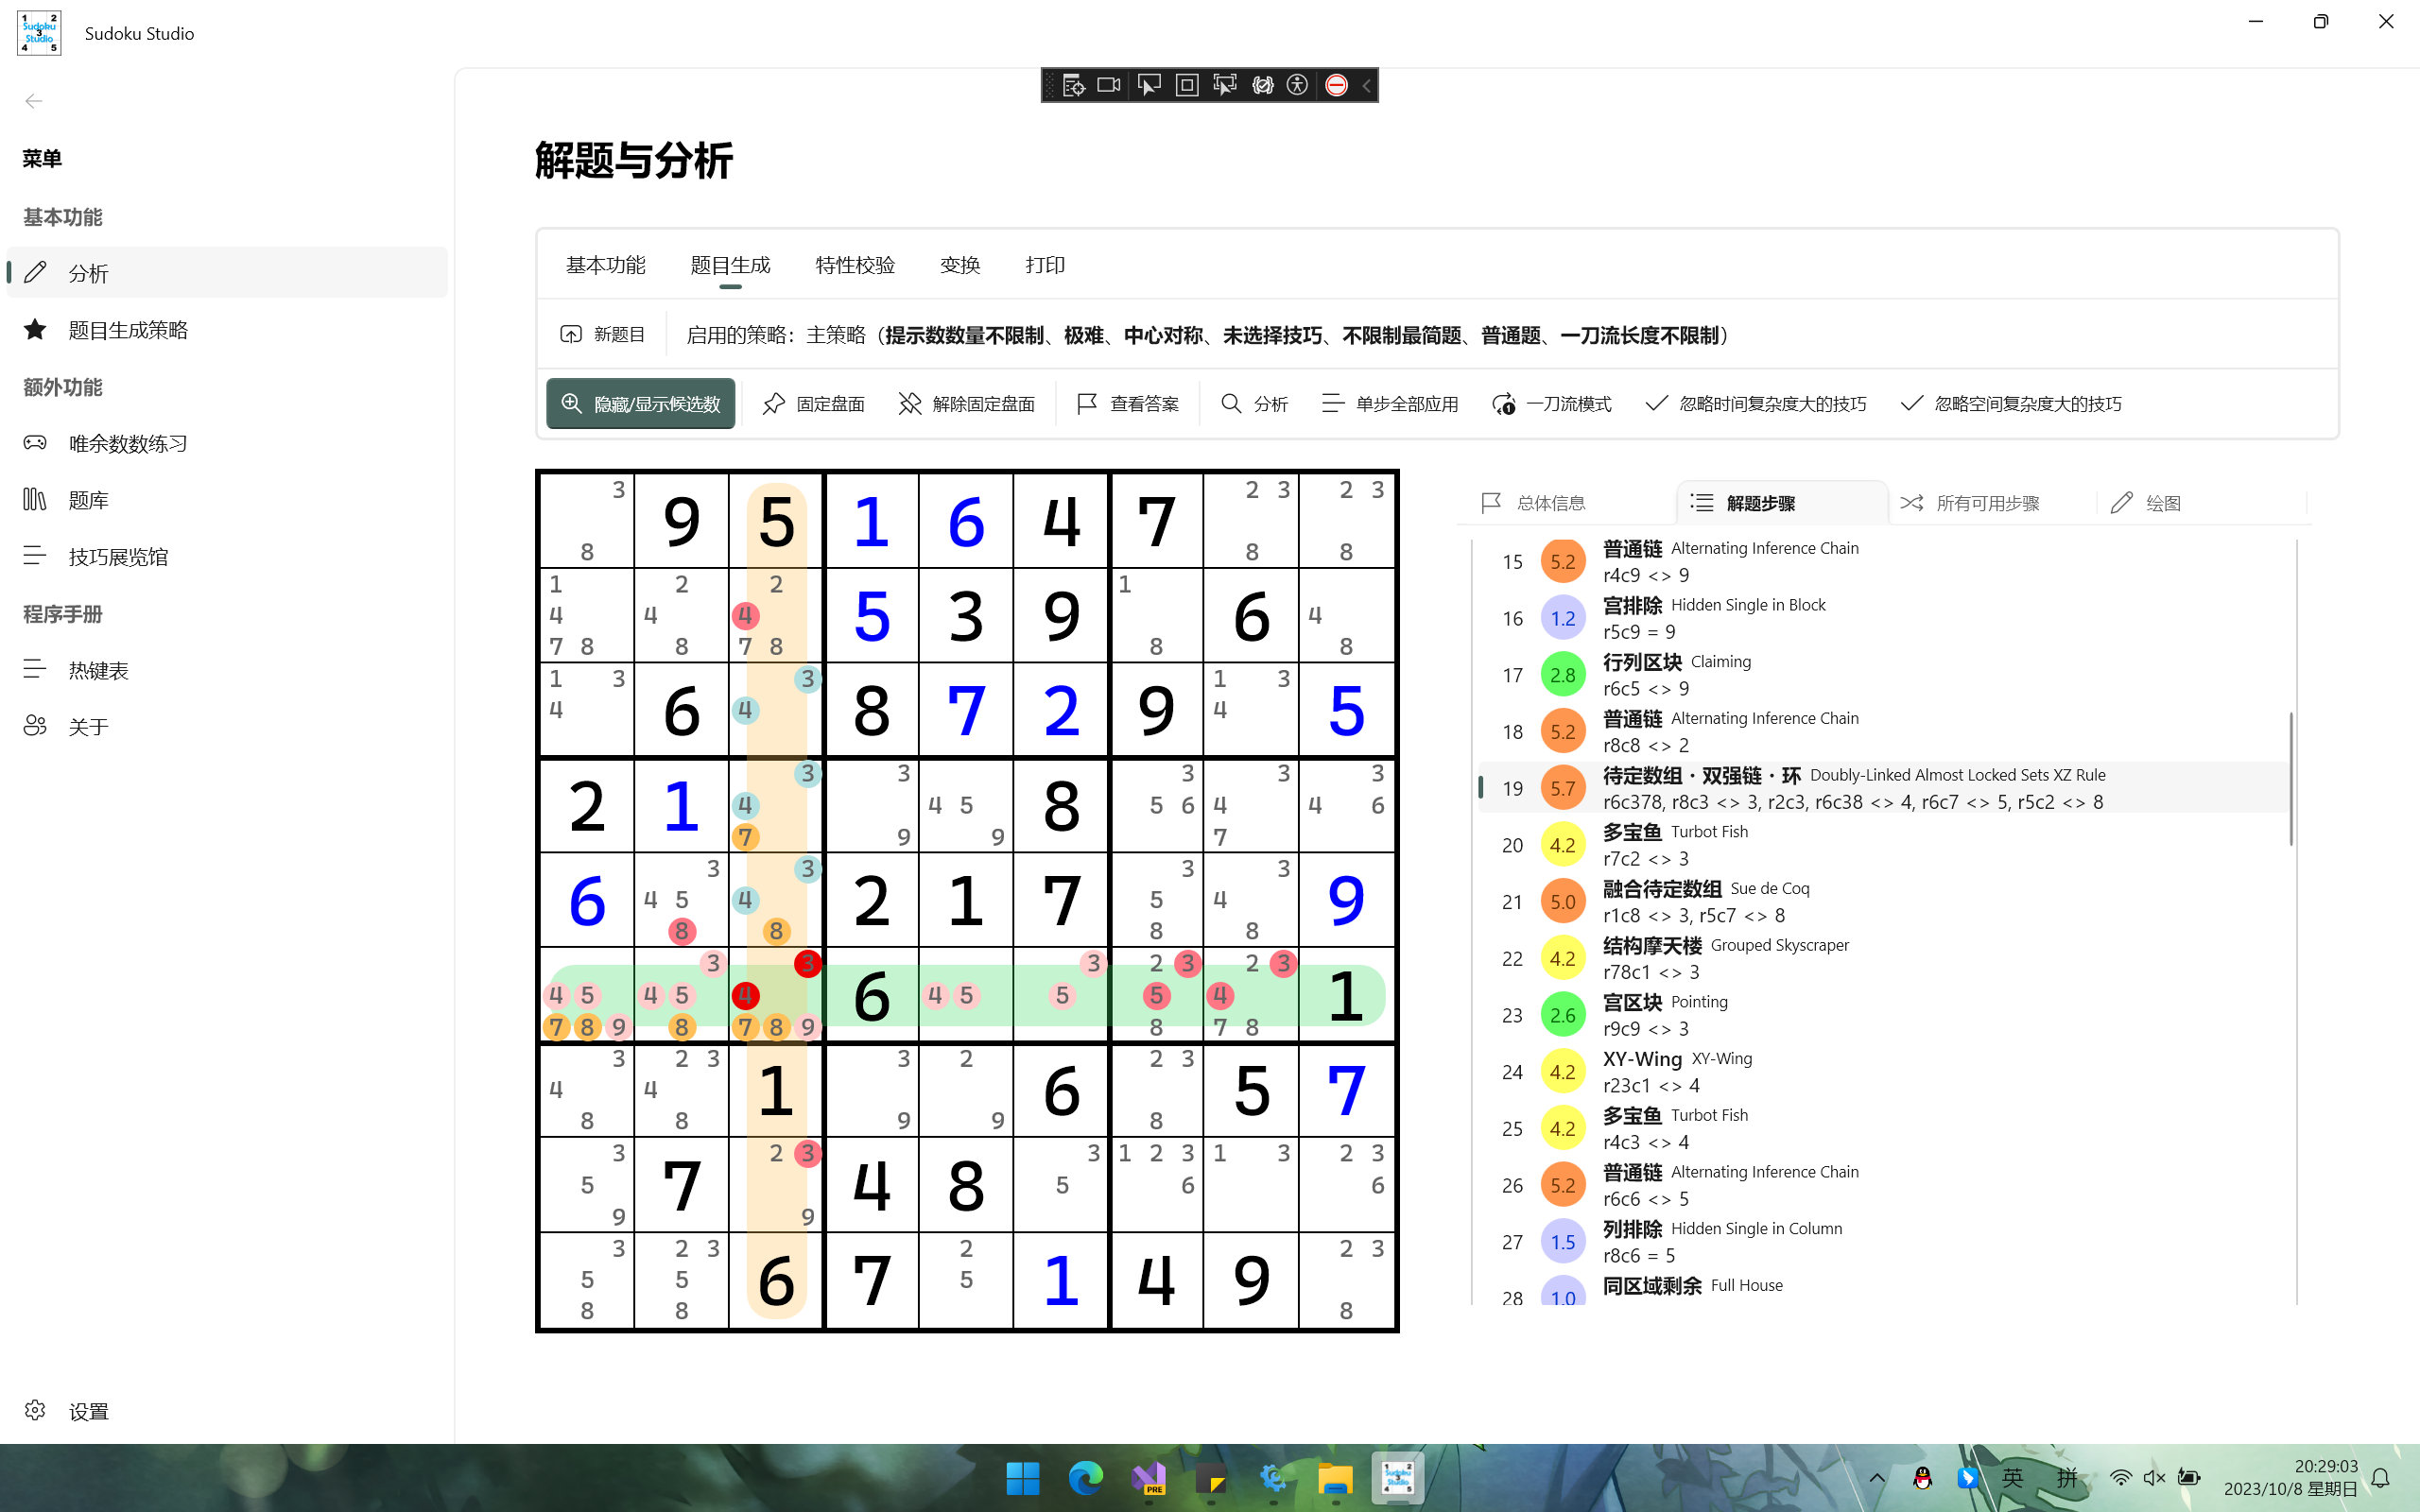 Sudoku Studio
菜单
基本功能
分析
题目生成策略
额外功能
唯余数数练习
题库
技巧展览馆
程序手册
热键表
关于
设置
解题与分析
基本功能 题目生成 特性校验 变换 打印
新题目 启用的策略：主策略（提示数数量不限制、极难、中心对称、未选择技巧、不限制最简题、普通题、一刀流长度不限制）
隐藏/显示候选数 固定盘面 解除固定盘面 查看答案 分析 单步全部应用 一刀流模式 忽略时间复杂度大的技巧 忽略空间复杂度大的技巧
3 2 3 2 3
9 5 1 6 4 7
8 8 8
1 2 2 1
4 4 4 5 3 9 6 4
7 8 8 7 8 8 8
1 3 3 1 3
4 6 4 8 7 2 9 4 5
3 3 3 3 3
2 1 4 4 5 8 5 6 4 6
7 9 9 7
3 3 3 3
6 4 5 4 2 1 7 5 4 9
8 8 8 8
3 3 3 2 3 2 3
4 5 4 5 4 6 4 5 5 5 4 1
7 8 9 8 7 8 9 8 7 8
3 2 3 3 2 2 3
4 4 1 6 5 7
8 8 9 9 8
3 2 3 3 1 2 3 1 3 2 3
5 7 4 8 5 6 6
9 9
3 2 3 2 2 3
5 5 6 7 5 1 4 9
8 8 8
总体信息 解题步骤 所有可用步骤 绘图
15 5.2 普通链 Alternating Inference Chain
r4c9 <> 9
16 1.2 宫排除 Hidden Single in Block
r5c9 = 9
17 2.8 行列区块 Claiming
r6c5 <> 9
18 5.2 普通链 Alternating Inference Chain
r8c8 <> 2
19 5.7 待定数组 · 双强链 · 环 Doubly-Linked Almost Locked Sets XZ Rule
r6c378, r8c3 <> 3, r2c3, r6c38 <> 4, r6c7 <> 5, r5c2 <> 8
20 4.2 多宝鱼 Turbot Fish
r7c2 <> 3
21 5.0 融合待定数组 Sue de Coq
r1c8 <> 3, r5c7 <> 8
22 4.2 结构摩天楼 Grouped Skyscraper
r78c1 <> 3
23 2.6 宫区块 Pointing
r9c9 <> 3
24 4.2 XY-Wing XY-Wing
r23c1 <> 4
25 4.2 多宝鱼 Turbot Fish
r4c3 <> 4
26 5.2 普通链 Alternating Inference Chain
r6c6 <> 5
27 1.5 列排除 Hidden Single in Column
r8c6 = 5
28 1.0 同区域剩余 Full House
英 拼 20:29:03
2023/10/8 星期日